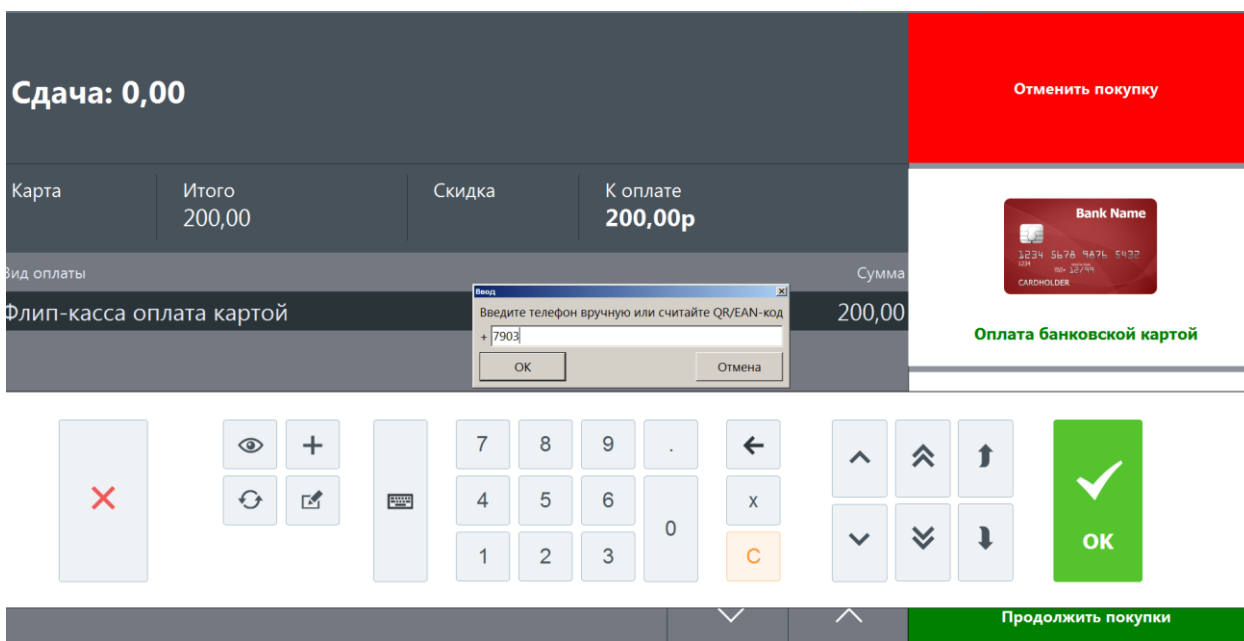 Сдача: 0,00
Отменить покупку
Карта Итого Скидка К оплате
200,00 200,00р
Bank Name
1234 5678 9876 5432
1234
12/99
CARDHOLDER
Вид оплаты Сумма
Флип-касса оплата картой 200,00
Ввод
Введите телефон вручную или считайте QR/EAN-код
+ 7903
OK Отмена
Оплата банковской картой
7 8 9 .
4 5 6 X
0
1 2 3 C
OK
Продолжить покупки